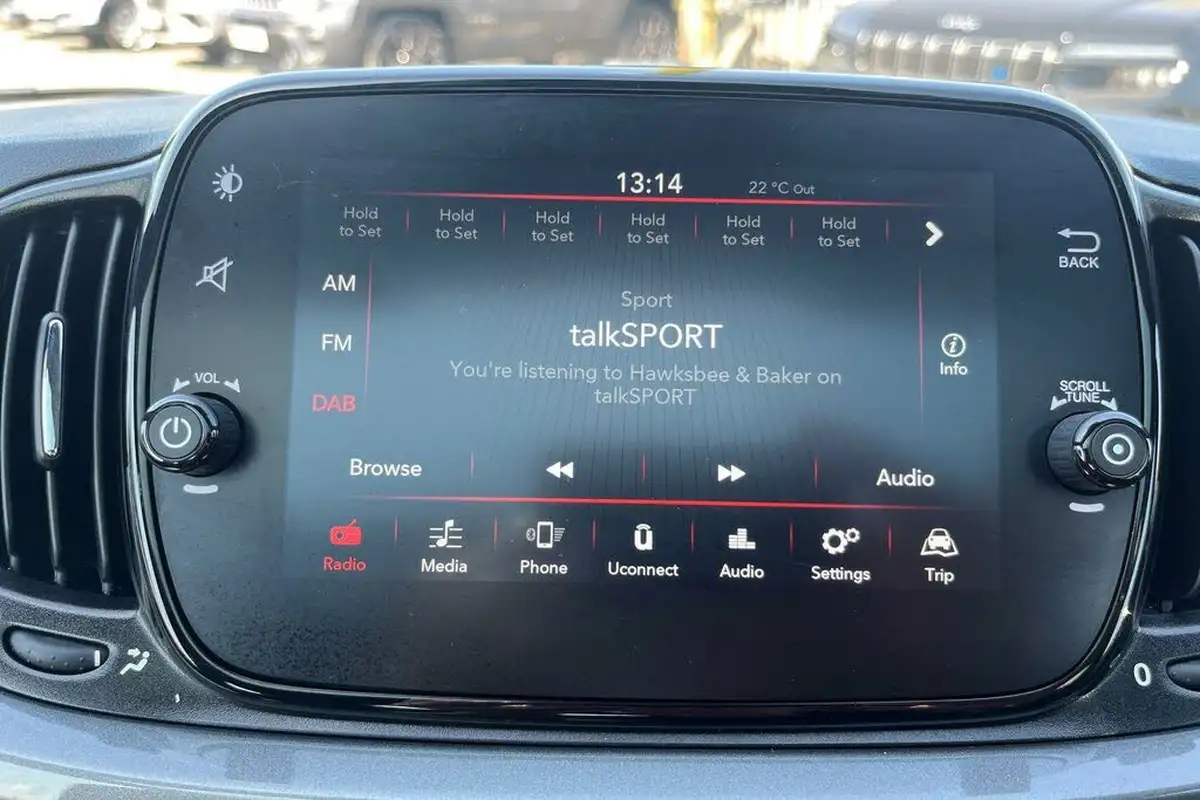 13:14
22 °C Out
Hold to Set
Hold to Set
Hold to Set
Hold to Set
Hold to Set
Hold to Set
BACK
AM
FM
DAB
Sport
talkSPORT
You're listening to Hawksbee & Baker on
talkSPORT
i
Info
VOL
SCROLL
TUNE
Browse
Audio
Radio
Media
Phone
Uconnect
Audio
Settings
Trip
0